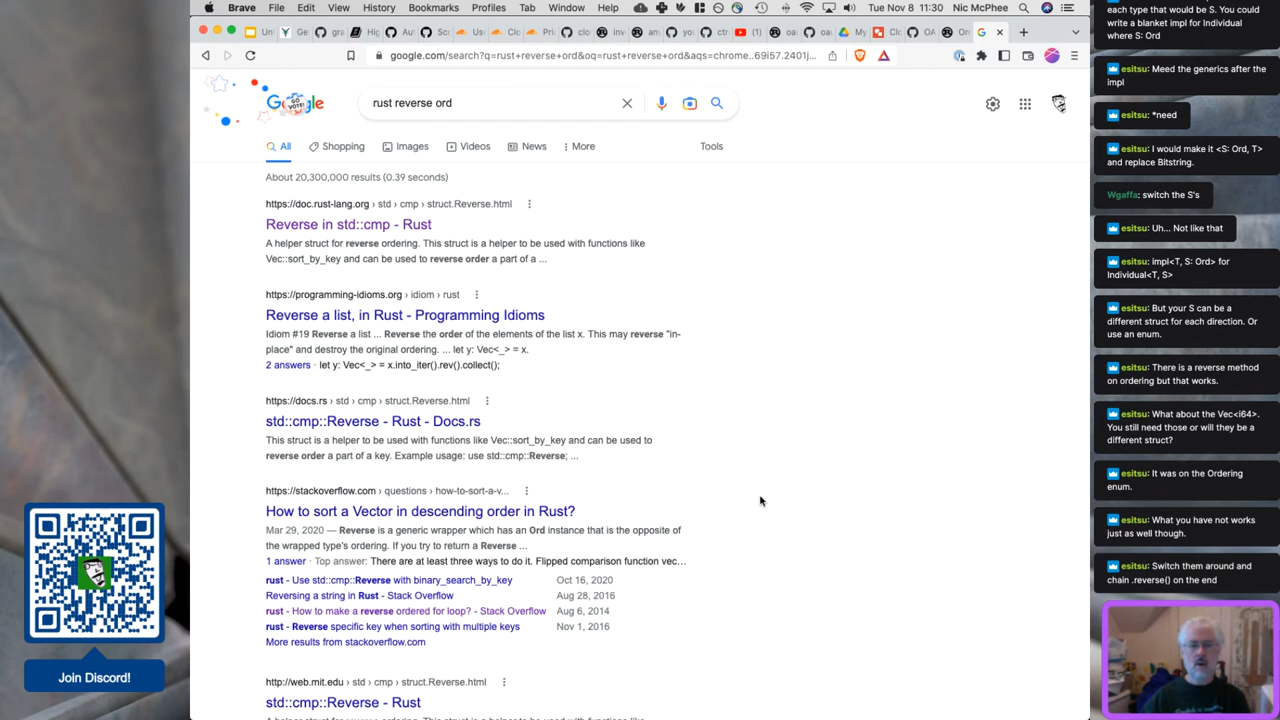 Brave File Edit View History Bookmarks Profiles Tab Window Help
Tue Nov 8 11:30 Nic McPhee
google.com/search?q=rust+reverse+ord&oq=rust+reverse+ord&aqs=chrome..69i57.2401j...
Google
GO VOTE!
rust reverse ord
All Shopping Images Videos News More Tools
About 20,300,000 results (0.39 seconds)
https://doc.rust-lang.org › std › cmp › struct.Reverse.html
Reverse in std::cmp - Rust
A helper struct for reverse ordering. This struct is a helper to be used with functions like
Vec::sort_by_key and can be used to reverse order a part of a ...
https://programming-idioms.org › idiom › rust
Reverse a list, in Rust - Programming Idioms
Idiom #19 Reverse a list ... Reverse the order of the elements of the list x. This may reverse "in-
place" and destroy the original ordering. ... let y: Vec<_> = x.
2 answers · let y: Vec<_> = x.into_iter().rev().collect();
https://docs.rs › std › cmp › struct.Reverse.html
std::cmp::Reverse - Rust - Docs.rs
This struct is a helper to be used with functions like Vec::sort_by_key and can be used to
reverse order a part of a key. Example usage: use std::cmp::Reverse; ...
https://stackoverflow.com › questions › how-to-sort-a-v...
How to sort a Vector in descending order in Rust?
Mar 29, 2020 — Reverse is a generic wrapper which has an Ord instance that is the opposite of
the wrapped type's ordering. If you try to return a Reverse ...
1 answer · Top answer: There are at least three ways to do it. Flipped comparison function vec...
rust - Use std::cmp::Reverse with binary_search_by_key Oct 16, 2020
Reversing a string in Rust - Stack Overflow Aug 28, 2016
rust - How to make a reverse ordered for loop? - Stack Overflow Aug 6, 2014
rust - Reverse specific key when sorting with multiple keys Nov 1, 2016
More results from stackoverflow.com
http://web.mit.edu › std › cmp › struct.Reverse.html
std::cmp::Reverse - Rust
Join Discord!
each type that would be S. You could
write a blanket impl for Individual
where S: Ord
esitsu: Meed the generics after the
impl
esitsu: *need
esitsu: I would make it <S: Ord, T>
and replace Bitstring.
Wgaffa: switch the S's
esitsu: Uh... Not like that
esitsu: impl<T, S: Ord> for
Individual<T, S>
esitsu: But your S can be a
different struct for each direction. Or
use an enum.
esitsu: There is a reverse method
on ordering but that works.
esitsu: What about the Vec<i64>.
You still need those or will they be a
different struct?
esitsu: It was on the Ordering
enum.
esitsu: What you have not works
just as well though.
esitsu: Switch them around and
chain .reverse() on the end